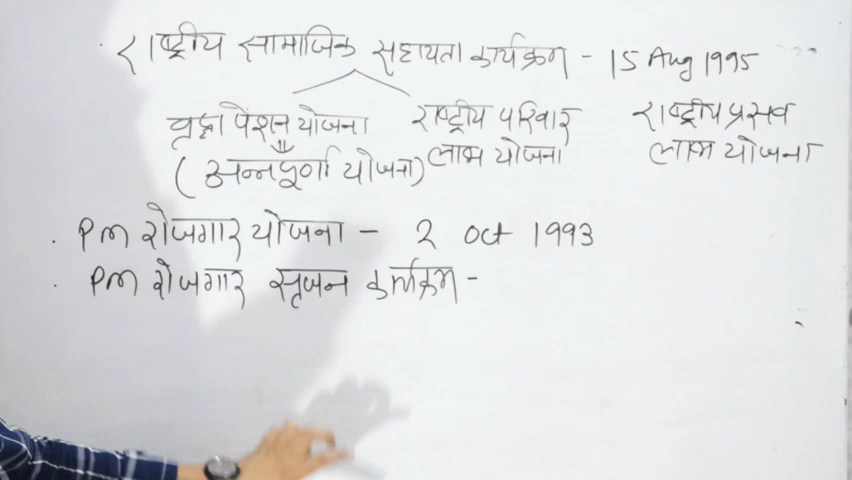 राष्ट्रीय सामाजिक सहायता कार्यक्रम - 15 Aug 1995
वृद्धा पेंशन योजना राष्ट्रीय परिवार राष्ट्रीय प्रसव
(अन्नपूर्णा योजना) लाभ योजना लाभ योजना
. PM रोजगार योजना - 2 Oct 1993
. PM रोजगार सृजन कार्यक्रम -